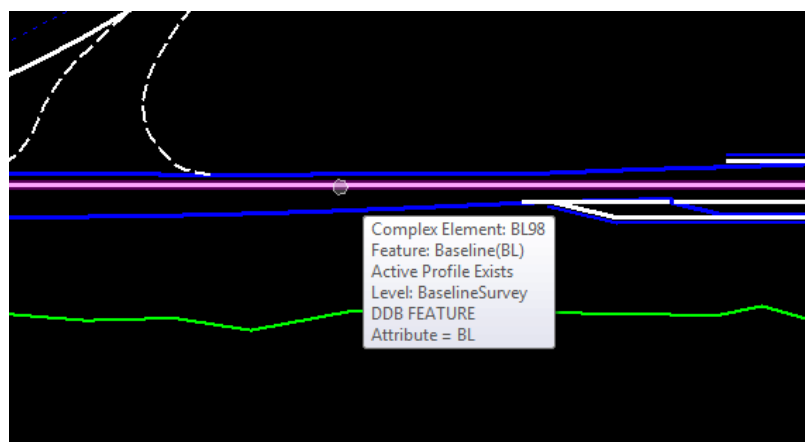 Complex Element: BL98
Feature: Baseline(BL)
Active Profile Exists
Level: BaselineSurvey
DDB FEATURE
Attribute = BL